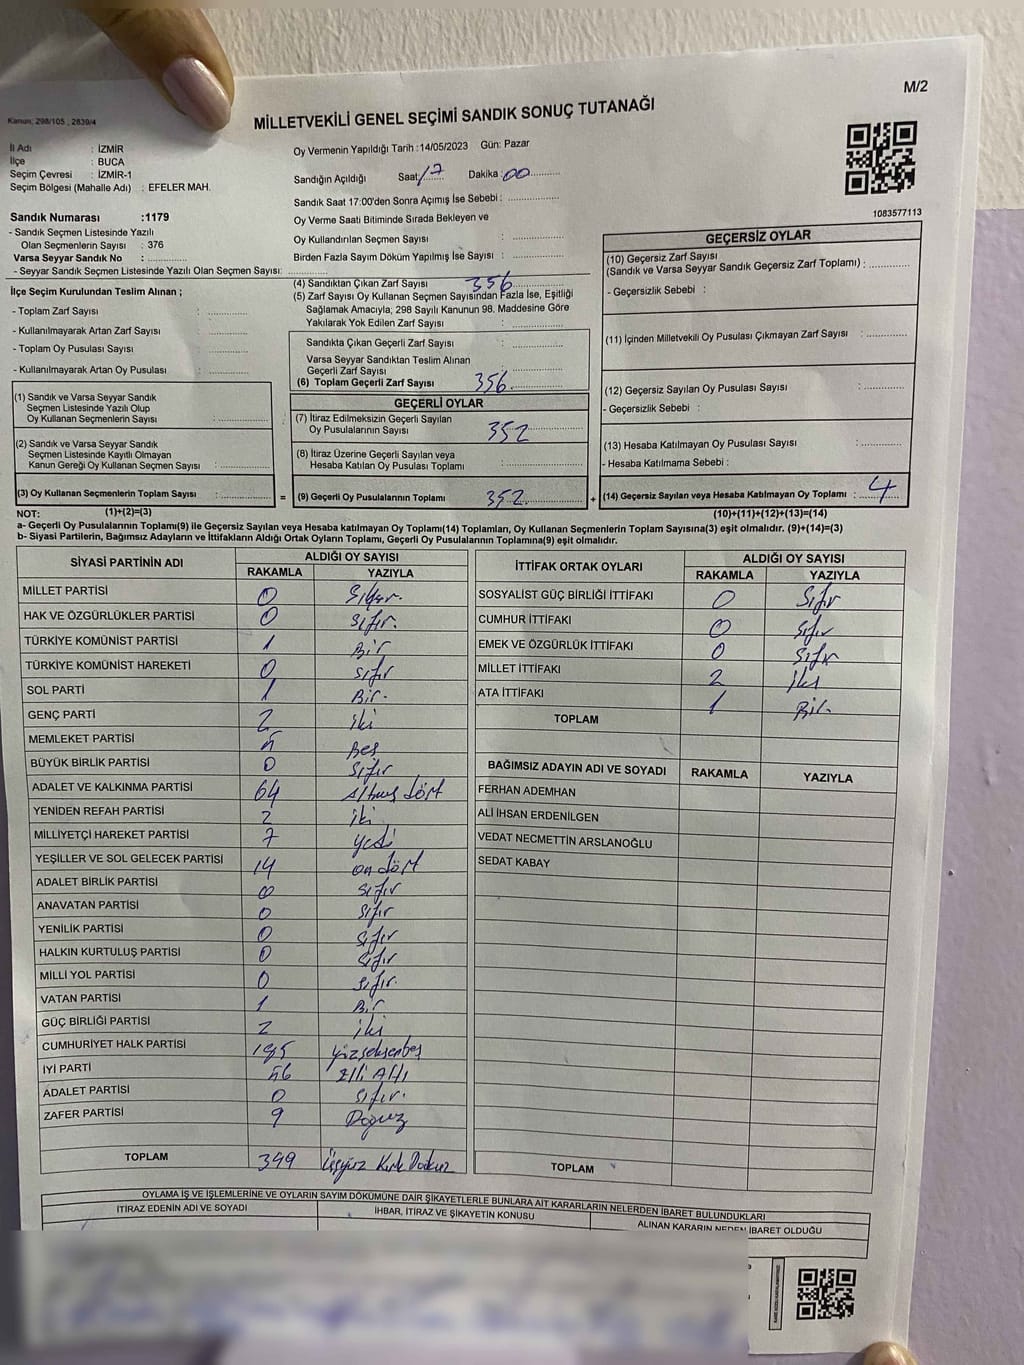 M/2
Kanun: 298/105 , 2839/4
MİLLETVEKİLİ GENEL SEÇİMİ SANDIK SONUÇ TUTANAĞI
İl Adı : İZMİR
İlçe : BUCA
Seçim Çevresi : İZMİR-1
Seçim Bölgesi (Mahalle Adı) : EFELER MAH.
Sandık Numarası :1179
- Sandık Seçmen Listesinde Yazılı
Olan Seçmenlerin Sayısı : 376
Varsa Seyyar Sandık No :
- Seyyar Sandık Seçmen Listesinde Yazılı Olan Seçmen Sayısı:
Oy Vermenin Yapıldığı Tarih :14/05/2023 Gün: Pazar
Sandığın Açıldığı Saat: 17 Dakika: 00
Sandık Saat 17:00'den Sonra Açımış İse Sebebi :
Oy Verme Saati Bitiminde Sırada Bekleyen ve
Oy Kullandırılan Seçmen Sayısı :
Birden Fazla Sayım Döküm Yapılmış İse Sayısı :
1083577113
İlçe Seçim Kurulundan Teslim Alınan ;
- Toplam Zarf Sayısı :
- Kullanılmayarak Artan Zarf Sayısı :
- Toplam Oy Pusulası Sayısı :
- Kullanılmayarak Artan Oy Pusulası :
(4) Sandıktan Çıkan Zarf Sayısı : 356
(5) Zarf Sayısı Oy Kullanan Seçmen Sayısından Fazla İse, Eşitliği
Sağlamak Amacıyla; 298 Sayılı Kanunun 98. Maddesine Göre
Yakılarak Yok Edilen Zarf Sayısı :
Sandıkta Çıkan Geçerli Zarf Sayısı :
Varsa Seyyar Sandıktan Teslim Alınan
Geçerli Zarf Sayısı :
(6) Toplam Geçerli Zarf Sayısı 356
GEÇERSİZ OYLAR
(10) Geçersiz Zarf Sayısı
(Sandık ve Varsa Seyyar Sandık Geçersiz Zarf Toplamı) :
- Geçersizlik Sebebi :
(11) İçinden Milletvekili Oy Pusulası Çıkmayan Zarf Sayısı :
(12) Geçersiz Sayılan Oy Pusulası Sayısı :
- Geçersizlik Sebebi :
(13) Hesaba Katılmayan Oy Pusulası Sayısı :
- Hesaba Katılmama Sebebi :
(14) Geçersiz Sayılan veya Hesaba Katılmayan Oy Toplamı : 4
(1) Sandık ve Varsa Seyyar Sandık
Seçmen Listesinde Yazılı Olup
Oy Kullanan Seçmenlerin Sayısı :
(2) Sandık ve Varsa Seyyar Sandık
Seçmen Listesinde Kayıtlı Olmayan
Kanun Gereği Oy Kullanan Seçmen Sayısı :
(3) Oy Kullanan Seçmenlerin Toplam Sayısı : =
GEÇERLİ OYLAR
(7) İtiraz Edilmeksizin Geçerli Sayılan
Oy Pusulalarının Sayısı 352
(8) İtiraz Üzerine Geçerli Sayılan veya
Hesaba Katılan Oy Pusulası Toplamı
(9) Geçerli Oy Pusulalarının Toplamı 352 +
NOT: (1)+(2)=(3) (10)+(11)+(12)+(13)=(14)
a- Geçerli Oy Pusulalarının Toplamı(9) ile Geçersiz Sayılan veya Hesaba katılmayan Oy Toplamı(14) Toplamları, Oy Kullanan Seçmenlerin Toplam Sayısına(3) eşit olmalıdır. (9)+(14)=(3)
b- Siyasi Partilerin, Bağımsız Adayların ve İttifakların Aldığı Ortak Oyların Toplamı, Geçerli Oy Pusulalarının Toplamına(9) eşit olmalıdır.
SİYASİ PARTİNİN ADI ALDIĞI OY SAYISI
RAKAMLA YAZIYLA
MİLLET PARTİSİ 0 Sıfır.
HAK VE ÖZGÜRLÜKLER PARTİSİ 0 Sıfır.
TÜRKİYE KOMÜNİST PARTİSİ 1 Bir
TÜRKİYE KOMÜNİST HAREKETİ 0 Sıfır
SOL PARTİ 1 Bir.
GENÇ PARTİ 2 iki
MEMLEKET PARTİSİ 5 Beş
BÜYÜK BİRLİK PARTİSİ 0 Sıfır
ADALET VE KALKINMA PARTİSİ 64 Altmış dört
YENİDEN REFAH PARTİSİ 2 iki
MİLLİYETÇİ HAREKET PARTİSİ 7 yedi
YEŞİLLER VE SOL GELECEK PARTİSİ 14 on dört
ADALET BİRLİK PARTİSİ 0 Sıfır
ANAVATAN PARTİSİ 0 Sıfır
YENİLİK PARTİSİ 0 Sıfır
HALKIN KURTULUŞ PARTİSİ 0 Sıfır
MİLLİ YOL PARTİSİ 0 Sıfır.
VATAN PARTİSİ 1 Bir
GÜÇ BİRLİĞİ PARTİSİ 2 iki
CUMHURİYET HALK PARTİSİ 185 yüzseksenbeş
İYİ PARTİ 56 Elli Altı
ADALET PARTİSİ 0 Sıfır.
ZAFER PARTİSİ 9 Dokuz
TOPLAM 349 Üçyüz Kırk Dokuz
İTTİFAK ORTAK OYLARI ALDIĞI OY SAYISI
RAKAMLA YAZIYLA
SOSYALİST GÜÇ BİRLİĞİ İTTİFAKI 0 Sıfır
CUMHUR İTTİFAKI 0 Sıfır
EMEK VE ÖZGÜRLÜK İTTİFAKI 0 Sıfır
MİLLET İTTİFAKI 2 iki
ATA İTTİFAKI 1 Bir
TOPLAM
BAĞIMSIZ ADAYIN ADI VE SOYADI RAKAMLA YAZIYLA
FERHAN ADEMHAN
ALİ İHSAN ERDENİLGEN
VEDAT NECMETTİN ARSLANOĞLU
SEDAT KABAY
TOPLAM
OYLAMA İŞ VE İŞLEMLERİNE VE OYLARIN SAYIM DÖKÜMÜNE DAİR ŞİKAYETLERLE BUNLARA AİT KARARLARIN NELERDEN İBARET BULUNDUKLARI
İTİRAZ EDENİN ADI VE SOYADI İHBAR, İTİRAZ VE ŞİKAYETİN KONUSU ALINAN KARARIN NEDEN İBARET OLDUĞU